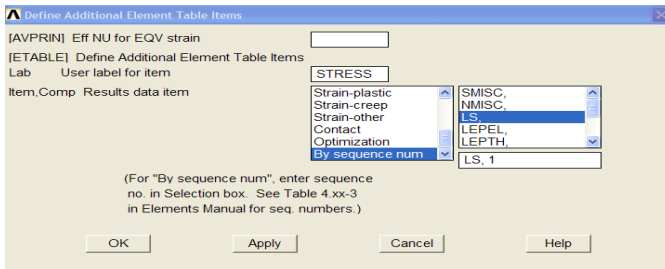 Define Additional Element Table Items
[AVPRIN] Eff NU for EQV strain
[ETABLE] Define Additional Element Table Items
Lab User label for item STRESS
Item,Comp Results data item
Strain-plastic
Strain-creep
Strain-other
Contact
Optimization
By sequence num
SMISC,
NMISC,
LS,
LEPEL,
LEPTH,
LS, 1
(For "By sequence num", enter sequence
no. in Selection box. See Table 4.xx-3
in Elements Manual for seq. numbers.)
OK Apply Cancel Help